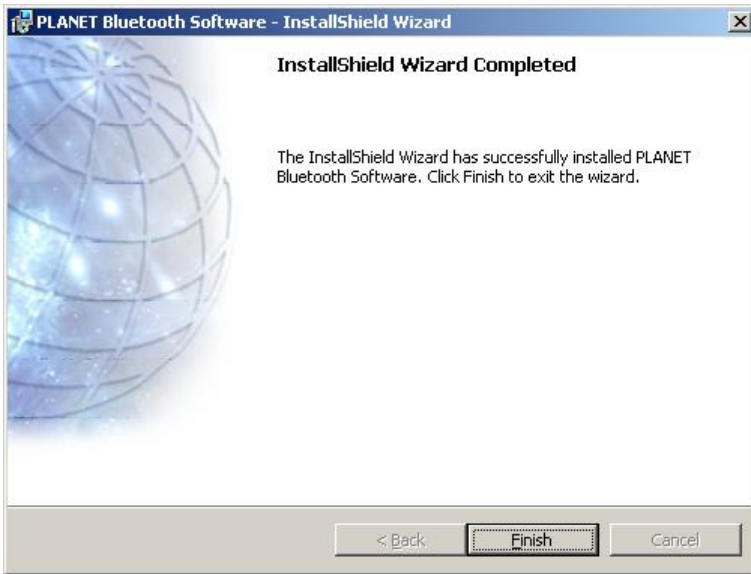 PLANET Bluetooth Software - InstallShield Wizard
InstallShield Wizard Completed
The InstallShield Wizard has successfully installed PLANET
Bluetooth Software. Click Finish to exit the wizard.
< Back
Finish
Cancel